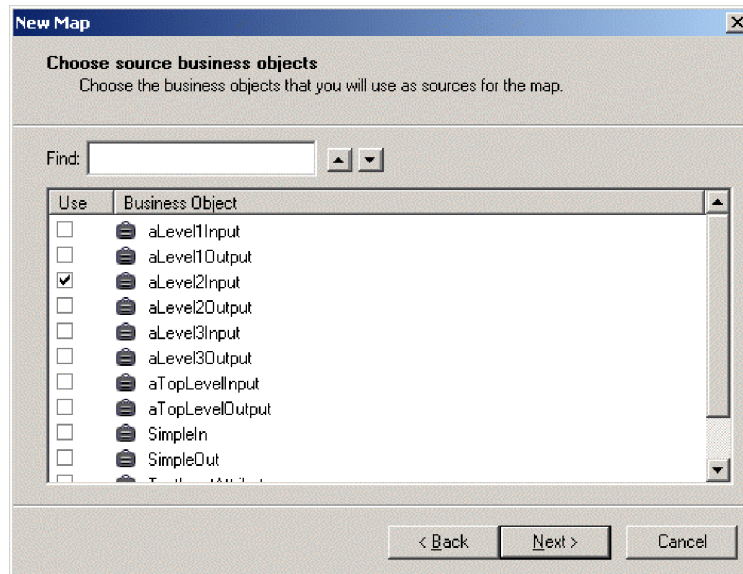 New Map
Choose source business objects
Choose the business objects that you will use as sources for the map.
Find:
Use Business Object
aLevel1Input
aLevel1Output
aLevel2Input
aLevel2Output
aLevel3Input
aLevel3Output
aTopLevelInput
aTopLevelOutput
SimpleIn
SimpleOut
< Back Next > Cancel